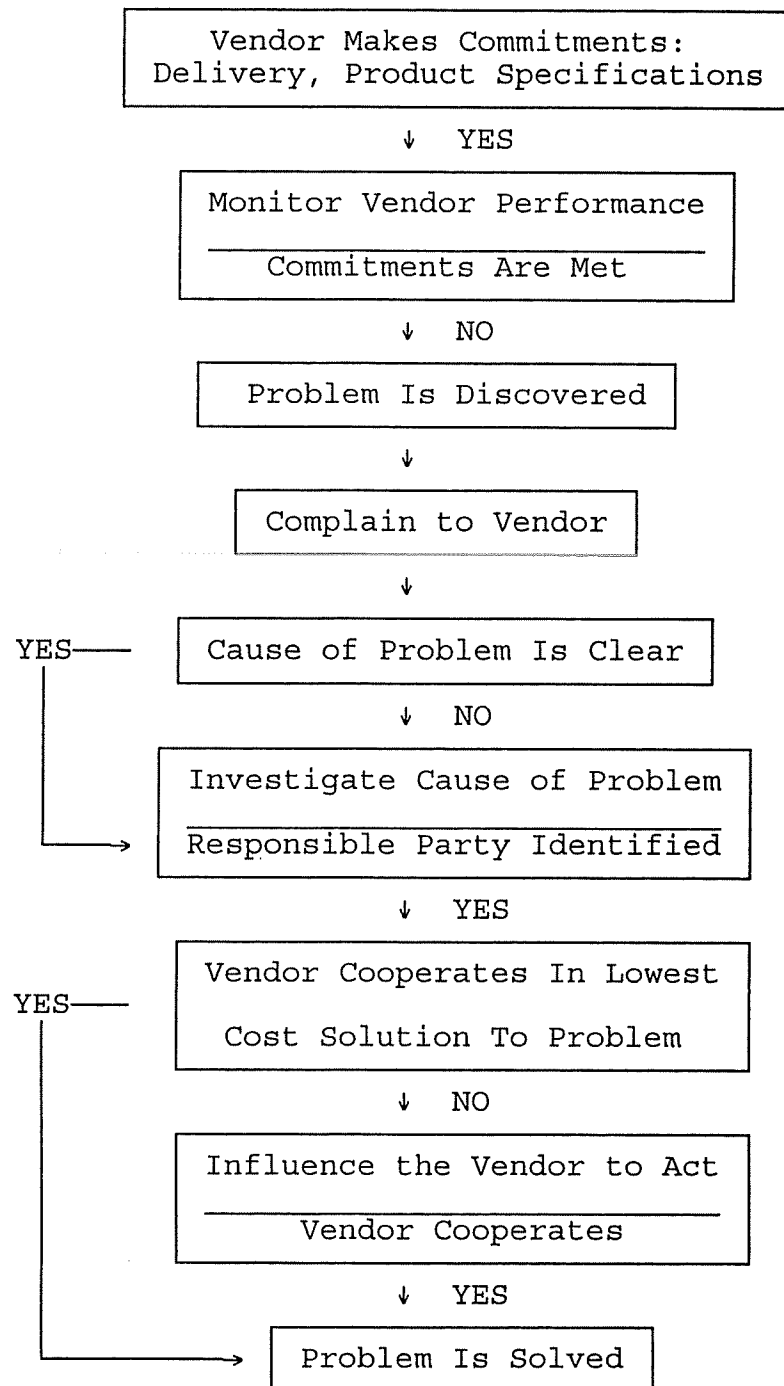 Vendor Makes Commitments:
Delivery, Product Specifications
↓ YES
Monitor Vendor Performance
Commitments Are Met
↓ NO
Problem Is Discovered
↓
Complain to Vendor
↓
YES
Cause of Problem Is Clear
↓ NO
Investigate Cause of Problem
Responsible Party Identified
↓ YES
Vendor Cooperates In Lowest
YES
Cost Solution To Problem
↓ NO
Influence the Vendor to Act
Vendor Cooperates
↓ YES
Problem Is Solved